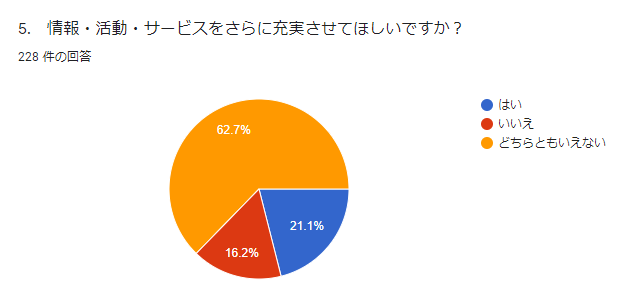 5. 情報・活動・サービスをさらに充実させてほしいですか？
228 件の回答
はい
いいえ
どちらともいえない
62.7%
21.1%
16.2%